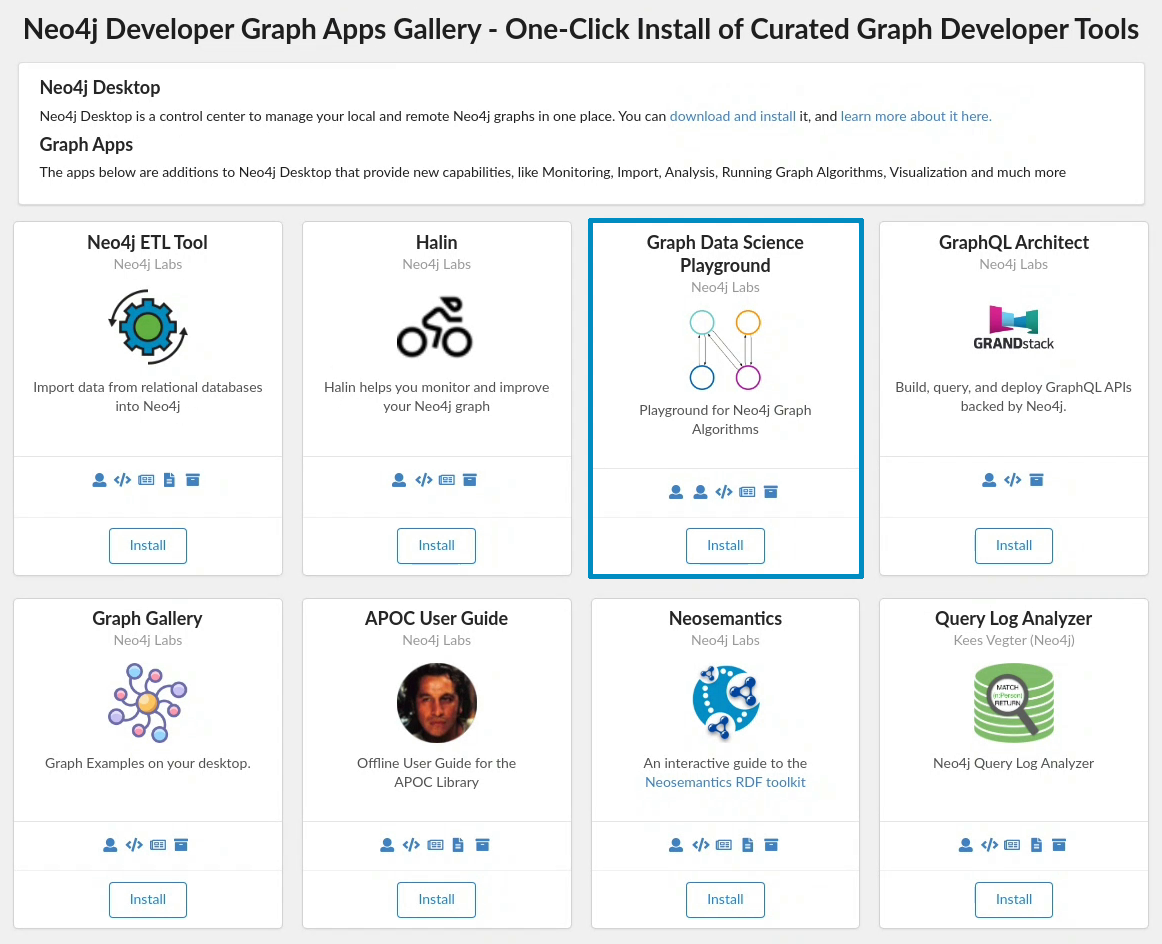 Neo4j Developer Graph Apps Gallery - One-Click Install of Curated Graph Developer Tools
Neo4j Desktop
Neo4j Desktop is a control center to manage your local and remote Neo4j graphs in one place. You can download and install it, and learn more about it here.
Graph Apps
The apps below are additions to Neo4j Desktop that provide new capabilities, like Monitoring, Import, Analysis, Running Graph Algorithms, Visualization and much more
Neo4j ETL Tool
Neo4j Labs
Import data from relational databases
into Neo4j
Install
Halin
Neo4j Labs
Halin helps you monitor and improve
your Neo4j graph
Install
Graph Data Science
Playground
Neo4j Labs
Playground for Neo4j Graph
Algorithms
Install
GraphQL Architect
Neo4j Labs
GRANDstack
Build, query, and deploy GraphQL APIs
backed by Neo4j.
Install
Graph Gallery
Neo4j Labs
Graph Examples on your desktop.
Install
APOC User Guide
Neo4j Labs
Offline User Guide for the
APOC Library
Install
Neosemantics
Neo4j Labs
An interactive guide to the
Neosemantics RDF toolkit
Install
Query Log Analyzer
Kees Vegter (Neo4j)
MATCH
(n:Person)
RETURN
Neo4j Query Log Analyzer
Install